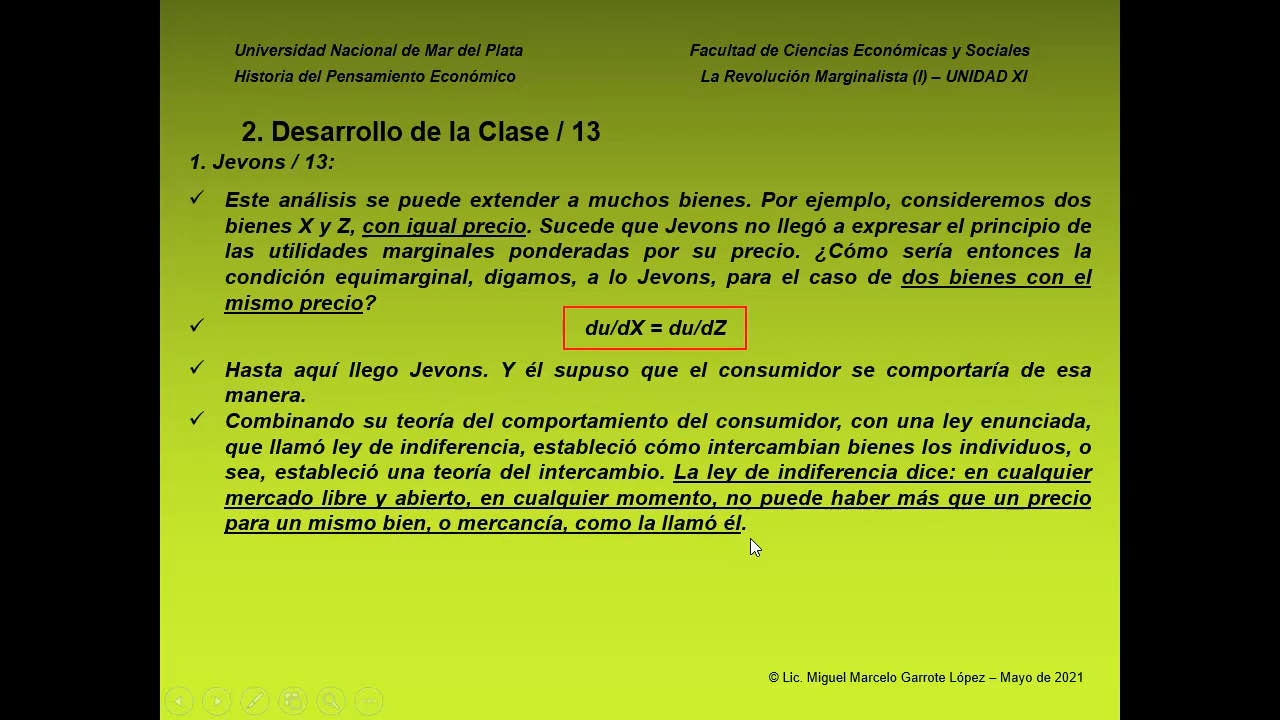 Universidad Nacional de Mar del Plata
Facultad de Ciencias Económicas y Sociales
Historia del Pensamiento Económico
La Revolución Marginalista (I) – UNIDAD XI
2. Desarrollo de la Clase / 13
1. Jevons / 13:
Este análisis se puede extender a muchos bienes. Por ejemplo, consideremos dos
bienes X y Z, con igual precio. Sucede que Jevons no llegó a expresar el principio de
las utilidades marginales ponderadas por su precio. ¿Cómo sería entonces la
condición equimarginal, digamos, a lo Jevons, para el caso de dos bienes con el
mismo precio?
du/dX = du/dZ
Hasta aquí llego Jevons. Y él supuso que el consumidor se comportaría de esa
manera.
Combinando su teoría del comportamiento del consumidor, con una ley enunciada,
que llamó ley de indiferencia, estableció cómo intercambian bienes los individuos, o
sea, estableció una teoría del intercambio. La ley de indiferencia dice: en cualquier
mercado libre y abierto, en cualquier momento, no puede haber más que un precio
para un mismo bien, o mercancía, como la llamó él.
© Lic. Miguel Marcelo Garrote López – Mayo de 2021